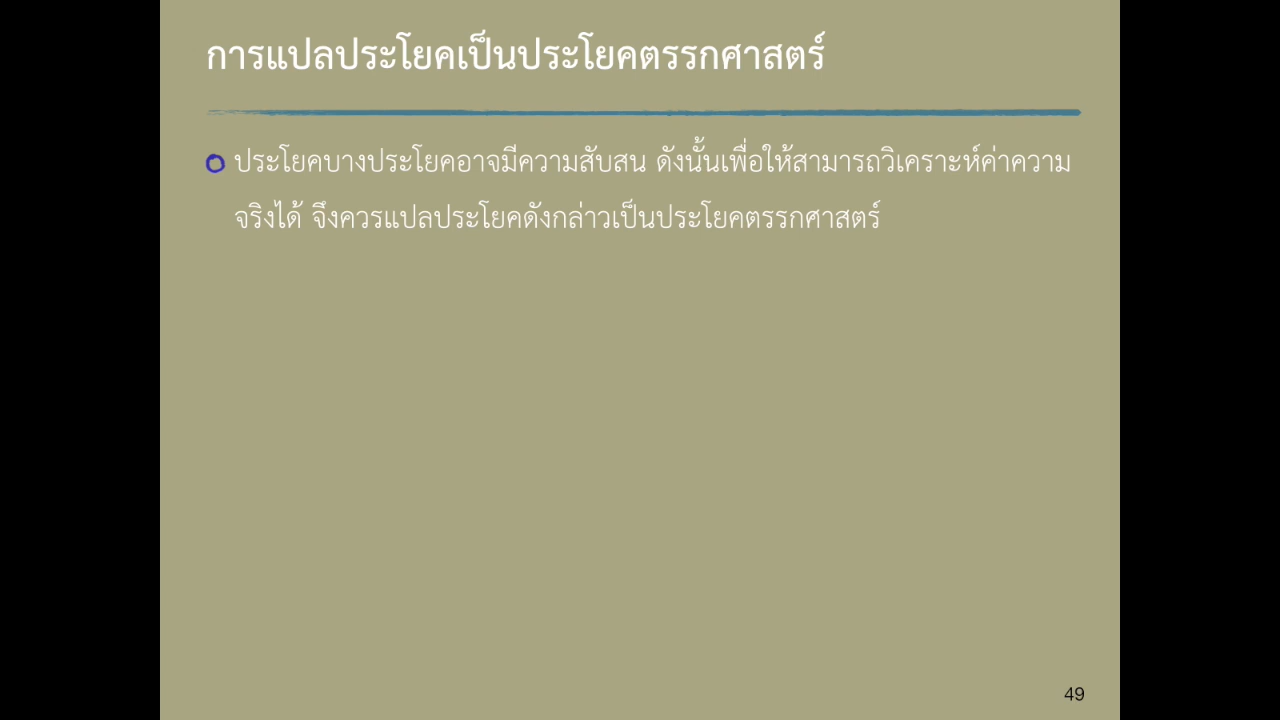 การแปลประโยคเป็นประโยคตรรกศาสตร์
ประโยคบางประโยคอาจมีความสับสน ดังนั้นเพื่อให้สามารถวิเคราะห์ค่าความ
จริงได้ จึงควรแปลประโยคดังกล่าวเป็นประโยคตรรกศาสตร์
49